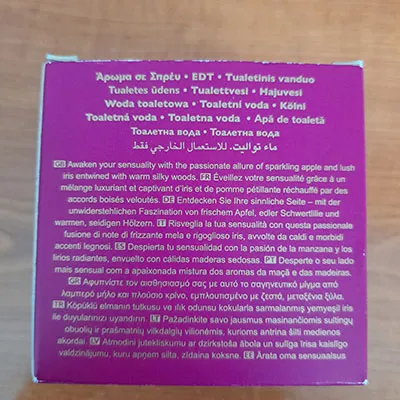 Άρωμα σε Σπρέυ • EDT • Tualetinis vanduo
Tualetes ūdens • Tualettvesi • Hajuvesi
Woda toaletowa • Toaletní voda • Kölni
Toaletná voda • Toaletna voda • Apă de toaletă
Тоалетна вода • Тоалетна вода
ماء تواليت. للاستعمال الخارجي فقط
GB Awaken your sensuality with the passionate allure of sparkling apple and lush
iris entwined with warm silky woods. FR Éveillez votre sensualité grâce à un
mélange luxuriant et captivant d'iris et de pomme pétillante réchauffé par des
accords boisés veloutés. DE Entdecken Sie Ihre sinnliche Seite – mit der
unwiderstehlichen Faszination von frischem Apfel, edler Schwertlilie und
warmen, seidigen Hölzern. IT Risveglia la tua sensualità con questa passionale
fusione di note di frizzante mela e rigoglioso iris, avvolte da caldi e morbidi
accenti legnosi. ES Despierta tu sensualidad con la pasión de la manzana y los
lirios radiantes, envuelto en cálidas maderas sedosas. PT Desperte o seu lado
mais sensual com a apaixonada mistura dos aromas da maçã e das madeiras.
GR Αφυπνίστε τον αισθησιασμό σας με αυτό το σαγηνευτικό μίγμα από
λαμπερό μήλο και πλούσιο κρίνο, εμπλουτισμένο με ζεστά, μεταξένια ξύλα.
TR Köpüklü elmanın tutkusu ve ılık odunsu kokularla sarmalanmış yemyeşil iris
ile duyularınızı uyandırın. LT Pažadinkite savo jausmus masinančiomis sultingų
obuolių ir prašmatnių vilkdalgių vilionėmis, kurioms antrina šilti medienos
akordai. LV Atmodini jutekliskumu ar dzirkstošā ābola un sulīga īrisa kaislīgo
valdzinājumu, kuru apņem silta, zīdaina koksne. EE Ärata oma sensuaalsus